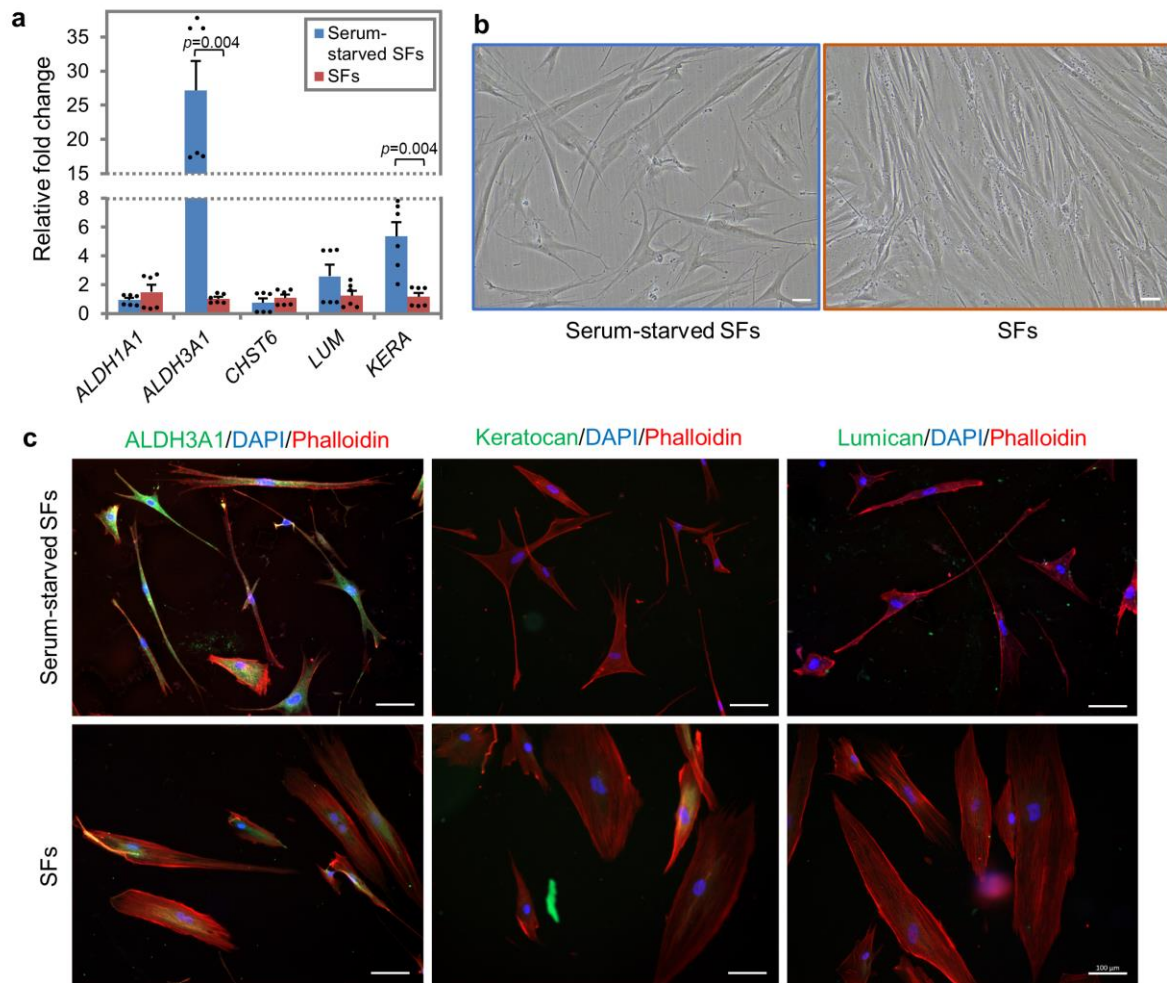 a
Relative fold change
35
30
25
20
15
8
6
4
2
0
p=0.004
p=0.004
Serum-
starved SFs
SFs
ALDH1A1
ALDH3A1
CHST6
LUM
KERA
b
Serum-starved SFs
SFs
c
ALDH3A1/DAPI/Phalloidin
Keratocan/DAPI/Phalloidin
Lumican/DAPI/Phalloidin
Serum-starved SFs
SFs
100 µm